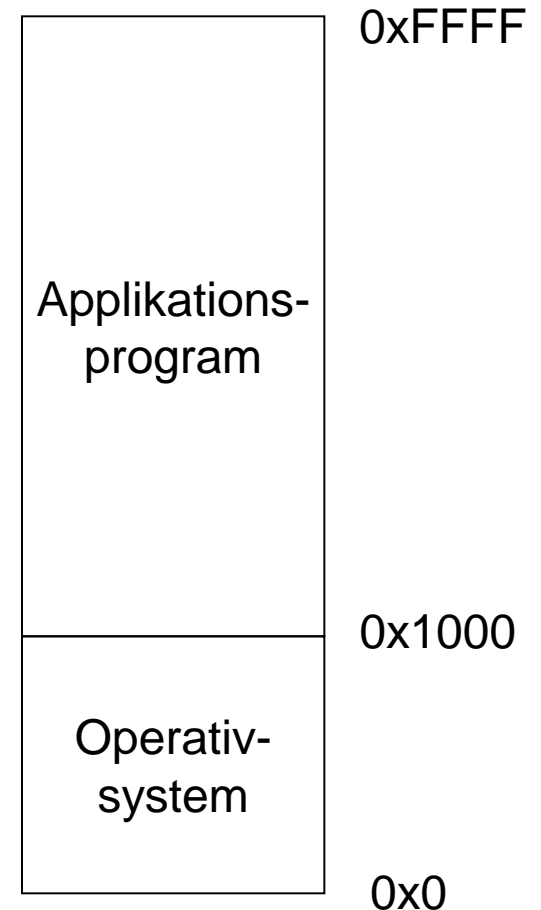 0xFFFF
Applikations-
program
0x1000
Operativ-
system
0x0